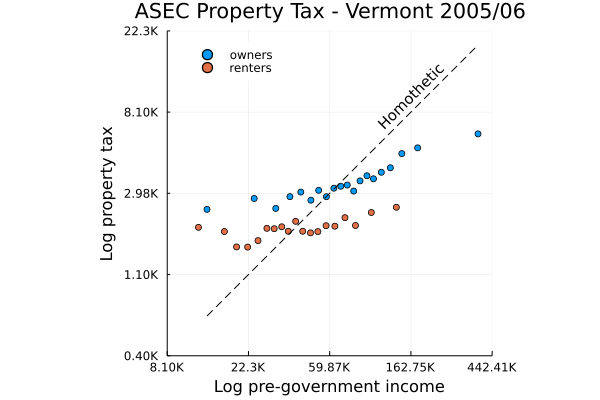 ASEC Property Tax - Vermont 2005/06
22.3K
owners
renters
Homothetic
8.10K
Log property tax
2.98K
1.10K
0.40K
8.10K 22.3K 59.87K 162.75K 442.41K
Log pre-government income